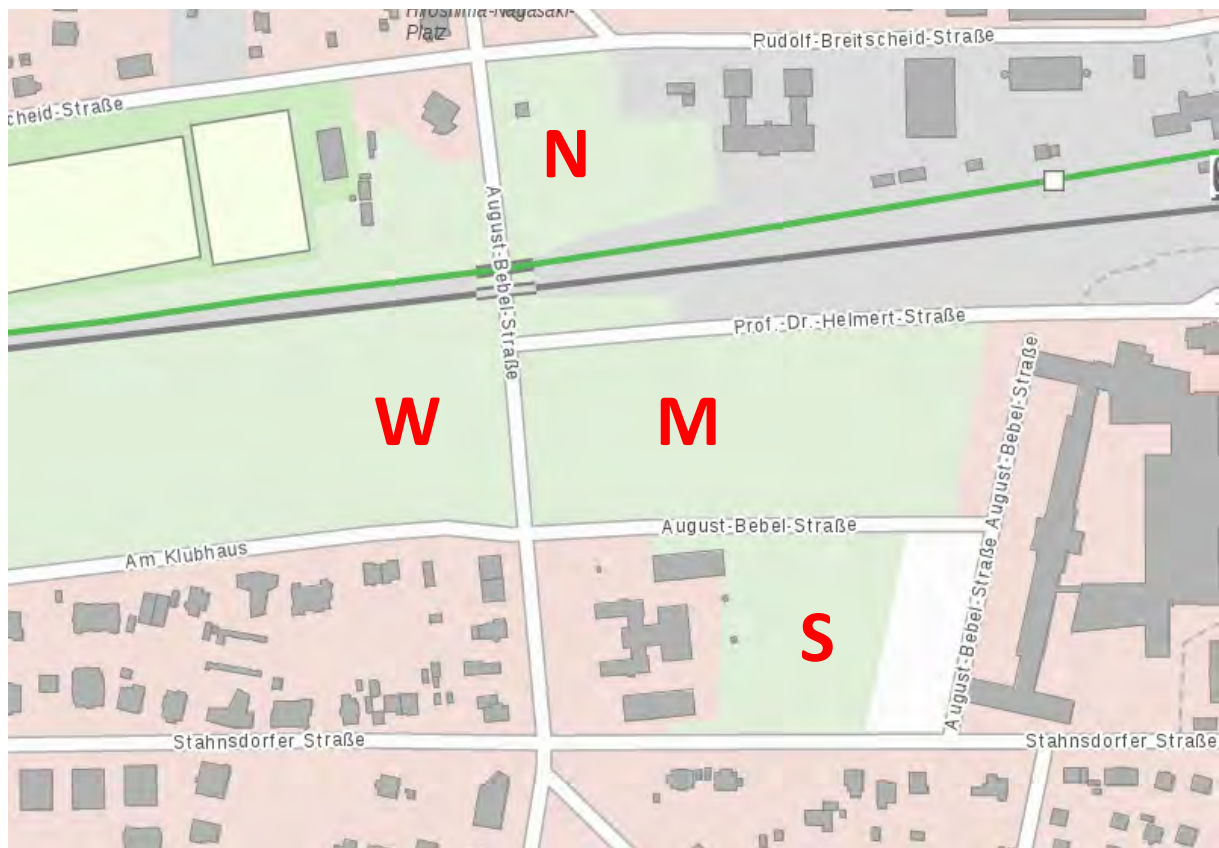 Hiroshima-Nagasaki-
Platz
Rudolf-Breitscheid-Straße
cheid-Straße
N
August-Bebel-Straße
Prof.-Dr.-Helmert-Straße
W
M
August-Bebel-Straße
August-Bebel-Straße
Am Klubhaus
August-Bebel-Straße
S
Stahnsdorfer Straße
Stahnsdorfer Straße